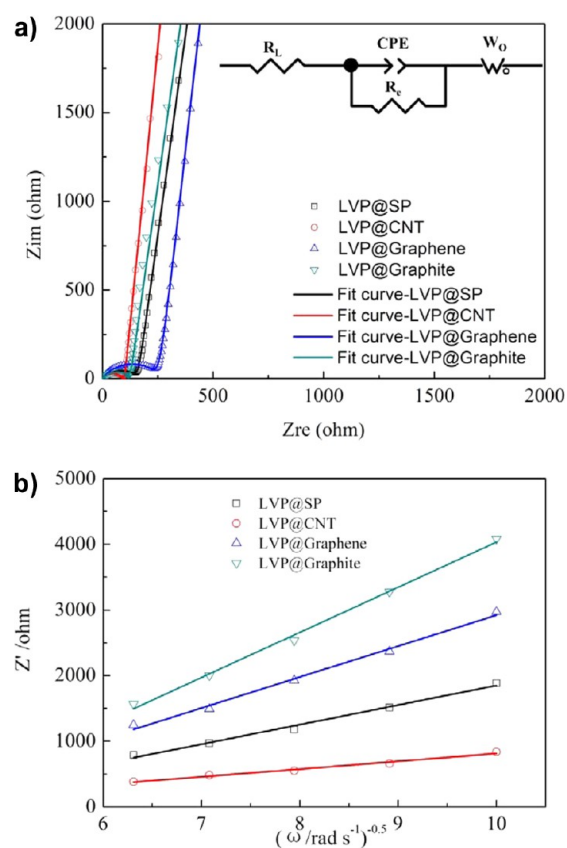 a)
2000
1500
1000
500
0
Zim (ohm)
R_L
CPE
R_e
W_O
LVP@SP
LVP@CNT
LVP@Graphene
LVP@Graphite
Fit curve-LVP@SP
Fit curve-LVP@CNT
Fit curve-LVP@Graphene
Fit curve-LVP@Graphite
0 500 1000 1500 2000
Zre (ohm)
b)
5000
4000
3000
2000
1000
0
Z' /ohm
LVP@SP
LVP@CNT
LVP@Graphene
LVP@Graphite
6 7 8 9 10
(ω/rad s⁻¹)⁻⁰·⁵